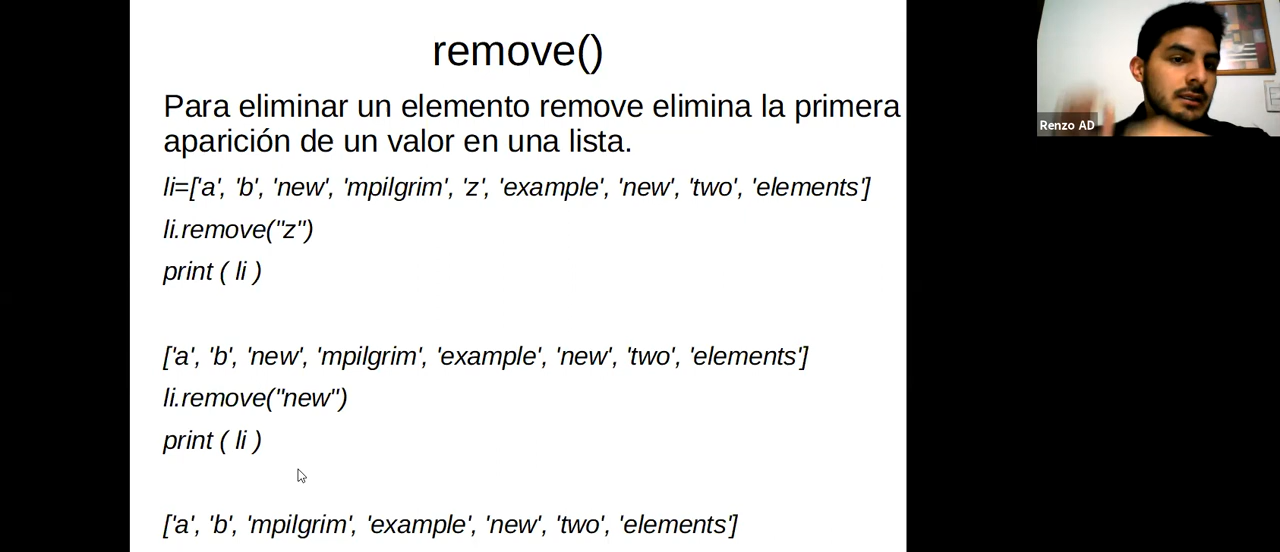 remove()
Para eliminar un elemento remove elimina la primera
aparición de un valor en una lista.
li=['a', 'b', 'new', 'mpilgrim', 'z', 'example', 'new', 'two', 'elements']
li.remove("z")
print ( li )
['a', 'b', 'new', 'mpilgrim', 'example', 'new', 'two', 'elements']
li.remove("new")
print ( li )
['a', 'b', 'mpilgrim', 'example', 'new', 'two', 'elements']
Renzo AD